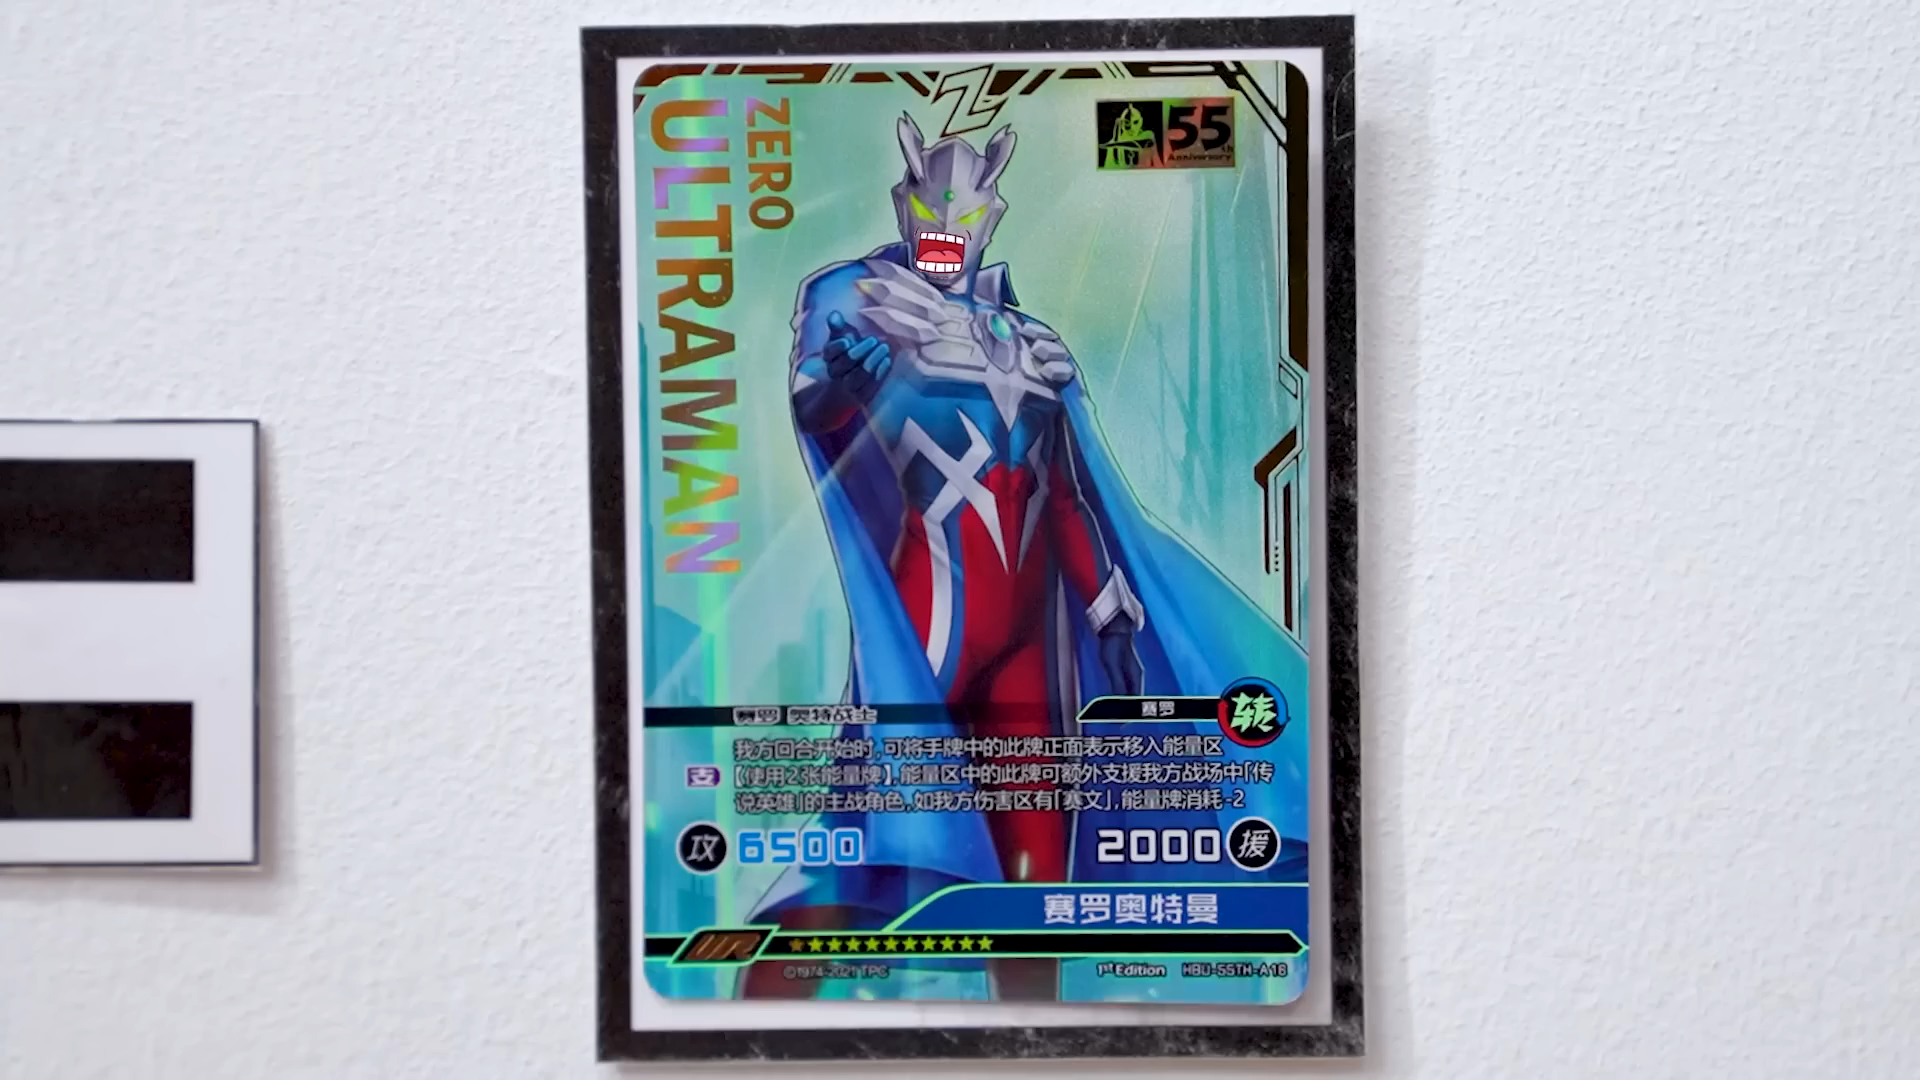 ZERO
ULTRAMAN
Z
55th
Anniversary
赛罗 奥特战士
赛罗
转
我方回合开始时,可将手牌中的此牌正面表示移入能量区
支
【使用2张能量牌】,能量区中的此牌可额外支援我方战场中「传
说英雄」的主战角色,如我方伤害区有「赛文」,能量牌消耗-2
攻 6500
2000 援
赛罗奥特曼
UR ★★★★★★★★★★★
©1974-2021 TPC
1st Edition HBU-55TH-A16